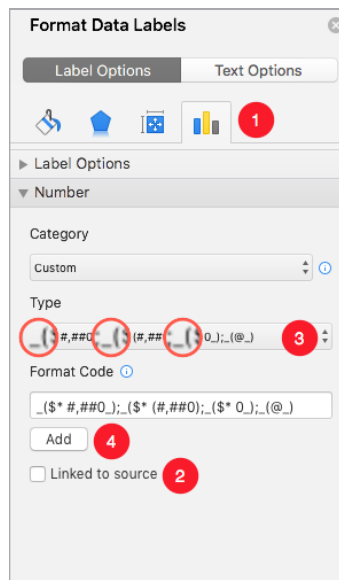 Format Data Labels
Label Options Text Options
1
Label Options
Number
Category
Custom
Type
_($ #,##0;_($ (#,##(;_($ 0_);_(@_) 3
Format Code
_($* #,##0_);_($* (#,##0);_($* 0_);_(@_)
Add 4
Linked to source 2